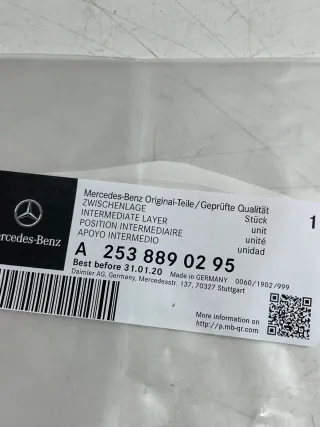 Mercedes-Benz Original-Teile/Geprüfte Qualität
ZWISCHENLAGE Stück 1
INTERMEDIATE LAYER unit
POSITION INTERMEDIAIRE unité
APOYO INTERMEDIO unidad
ercedes-Benz
A 253 889 02 95
Best before 31.01.20 Made in GERMANY 0060/1902/999
Daimler AG, Germany, Mercedesstr. 137, 70327 Stuttgart
More information on
http://p.mb-qr.com